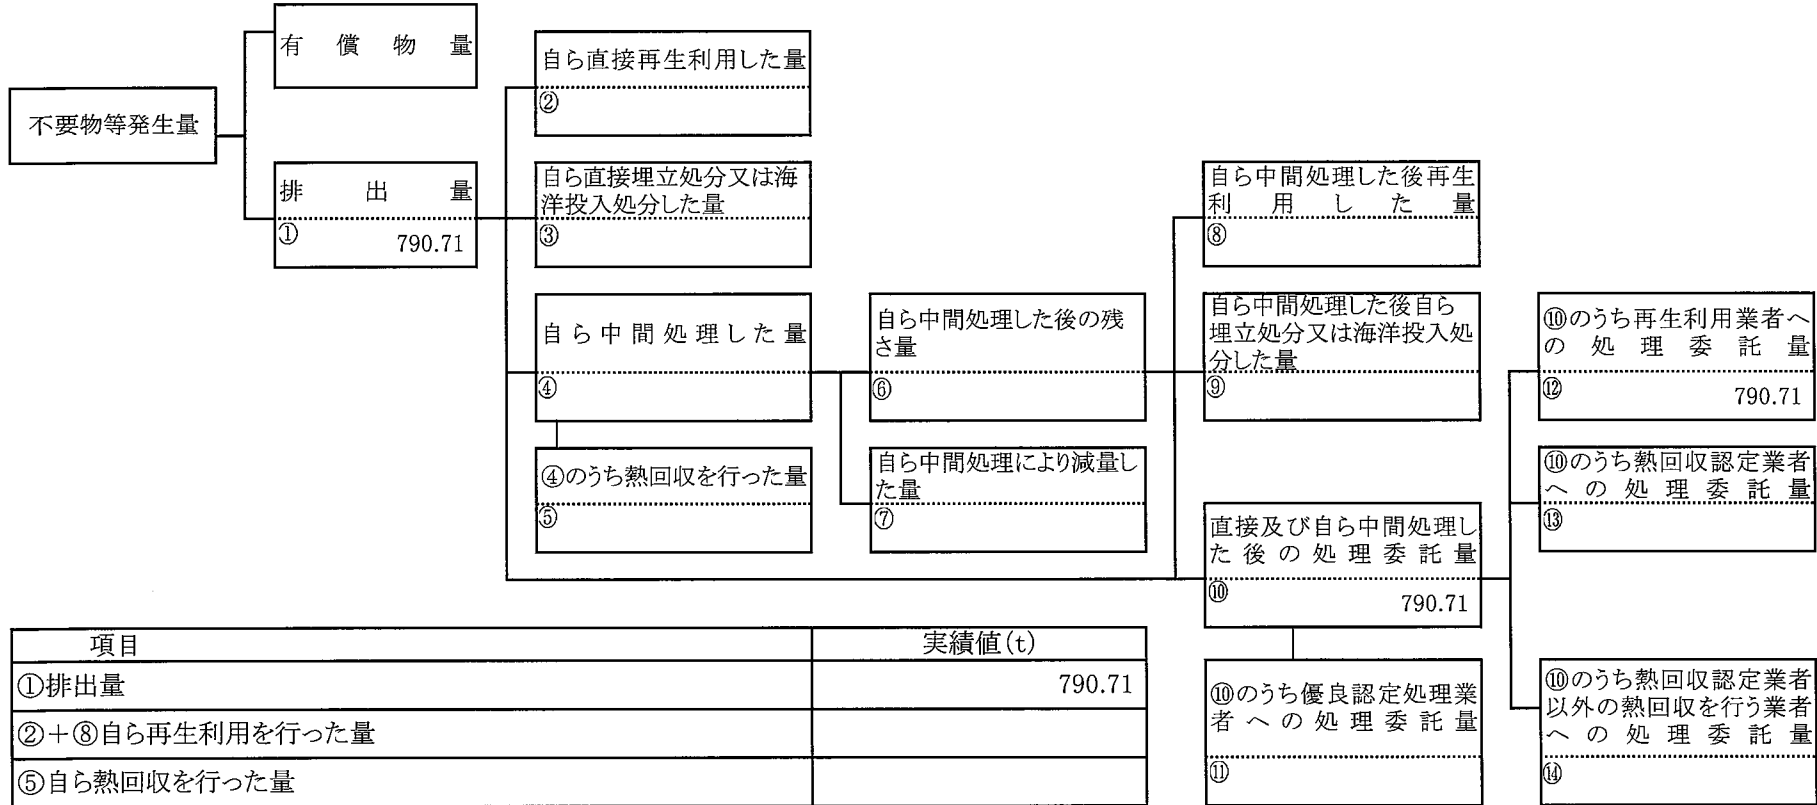 有償物量
不要物等発生量
排出量
① 790.71
自ら直接再生利用した量
②
自ら直接埋立処分又は海
洋投入処分した量
③
自ら中間処理した量
④
④のうち熱回収を行った量
⑤
自ら中間処理した後の残
さ量
⑥
自ら中間処理により減量し
た量
⑦
自ら中間処理した後再生
利用した量
⑧
自ら中間処理した後自ら
埋立処分又は海洋投入処
分した量
⑨
直接及び自ら中間処理し
た後の処理委託量
⑩ 790.71
⑩のうち優良認定処理業
者への処理委託量
⑪
⑩のうち再生利用業者へ
の処理委託量
⑫ 790.71
⑩のうち熱回収認定業者
への処理委託量
⑬
⑩のうち熱回収認定業者
以外の熱回収を行う業者
への処理委託量
⑭
項目 実績値(t)
①排出量 790.71
②+⑧自ら再生利用を行った量
⑤自ら熱回収を行った量